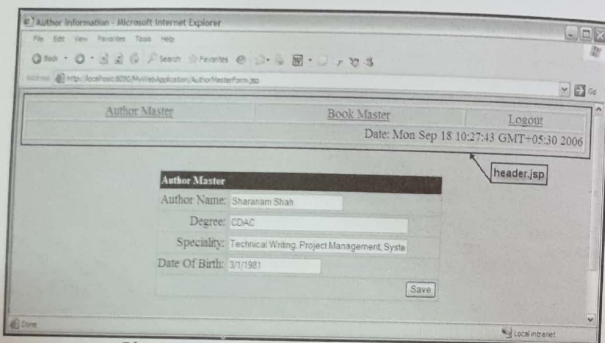 Author Information - Microsoft Internet Explorer
File Edit View Favorites Tools Help
Back Search Favorites
Address http://localhost:8080/MyWebApplication/AuthorMasterForm.jsp Go
Author Master Book Master Logout
Date: Mon Sep 18 10:27:43 GMT+05:30 2006
header.jsp
Author Master
Author Name: Sharanam Shah
Degree: CDAC
Speciality: Technical Writing, Project Management, Syste
Date Of Birth: 3/1/1981
Save
Done Local intranet